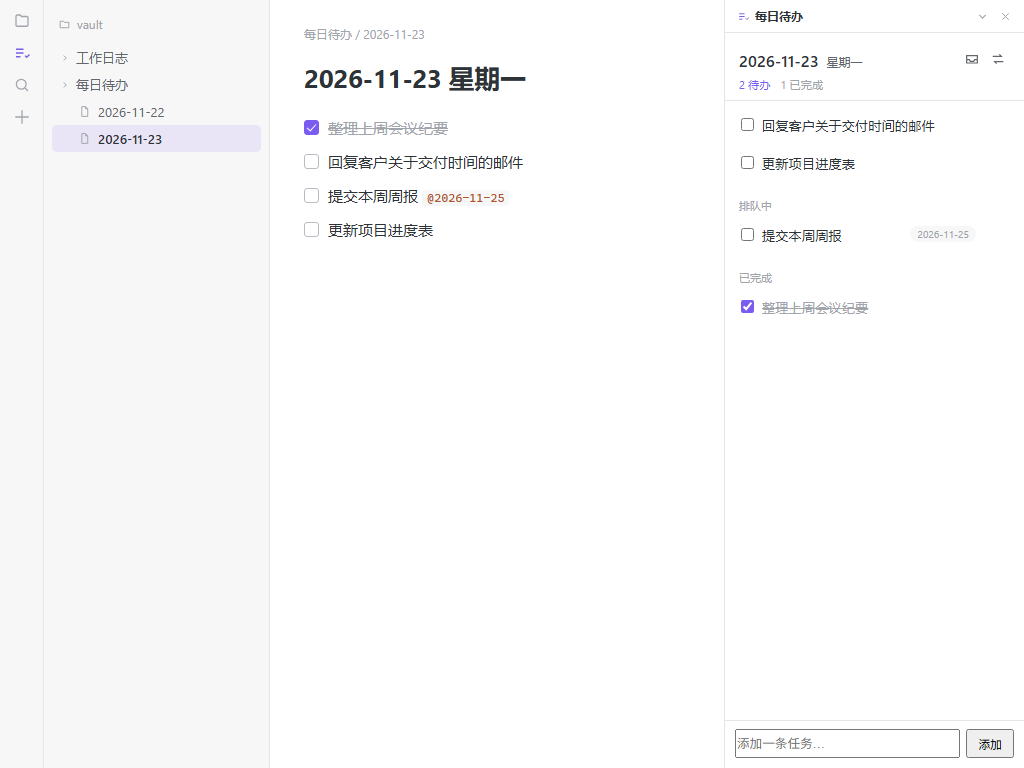 vault
工作日志
每日待办
2026-11-22
2026-11-23
每日待办 / 2026-11-23
2026-11-23 星期一
整理上周会议纪要
回复客户关于交付时间的邮件
提交本周周报 @2026-11-25
更新项目进度表
每日待办
2026-11-23 星期一
2 待办 1 已完成
回复客户关于交付时间的邮件
更新项目进度表
排队中
提交本周周报 2026-11-25
已完成
整理上周会议纪要
添加一条任务... 添加